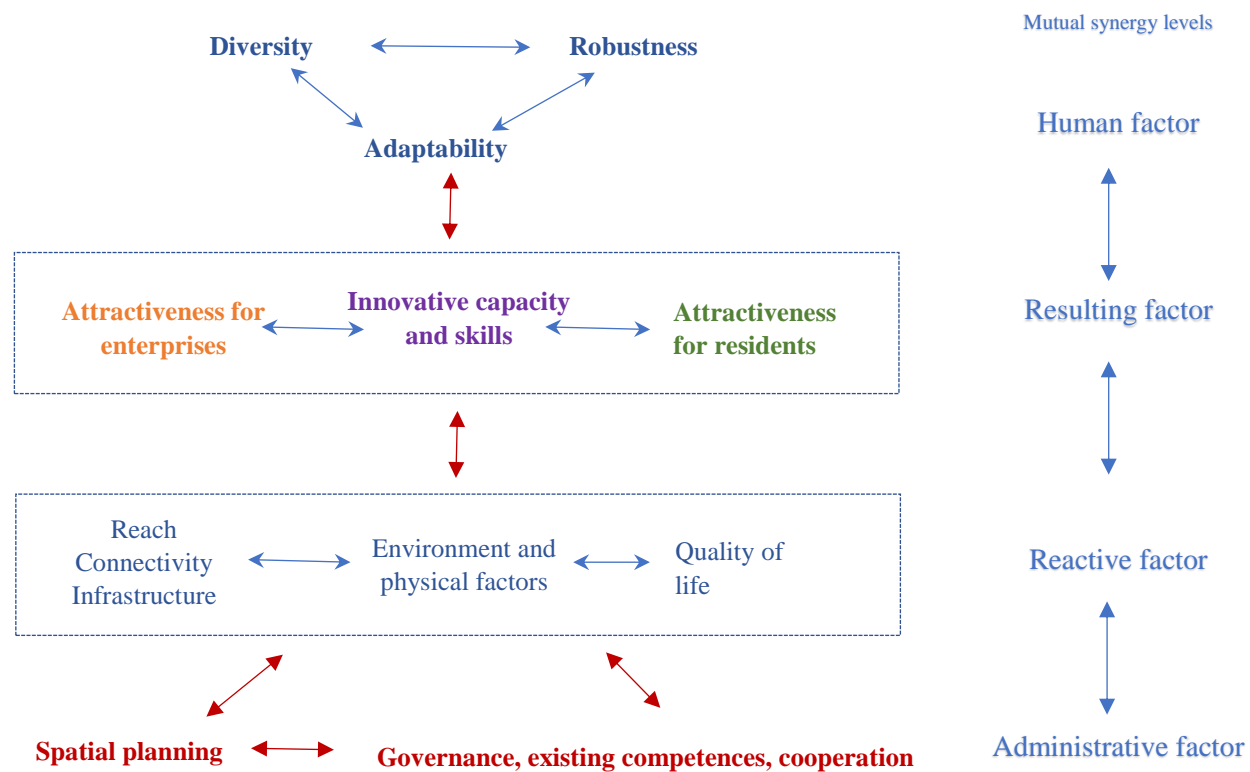 Mutual synergy levels
Diversity
Robustness
Adaptability
Human factor
Attractiveness for
enterprises
Innovative capacity
and skills
Attractiveness
for residents
Resulting factor
Reach
Connectivity
Infrastructure
Environment and
physical factors
Quality of
life
Reactive factor
Spatial planning
Governance, existing competences, cooperation
Administrative factor